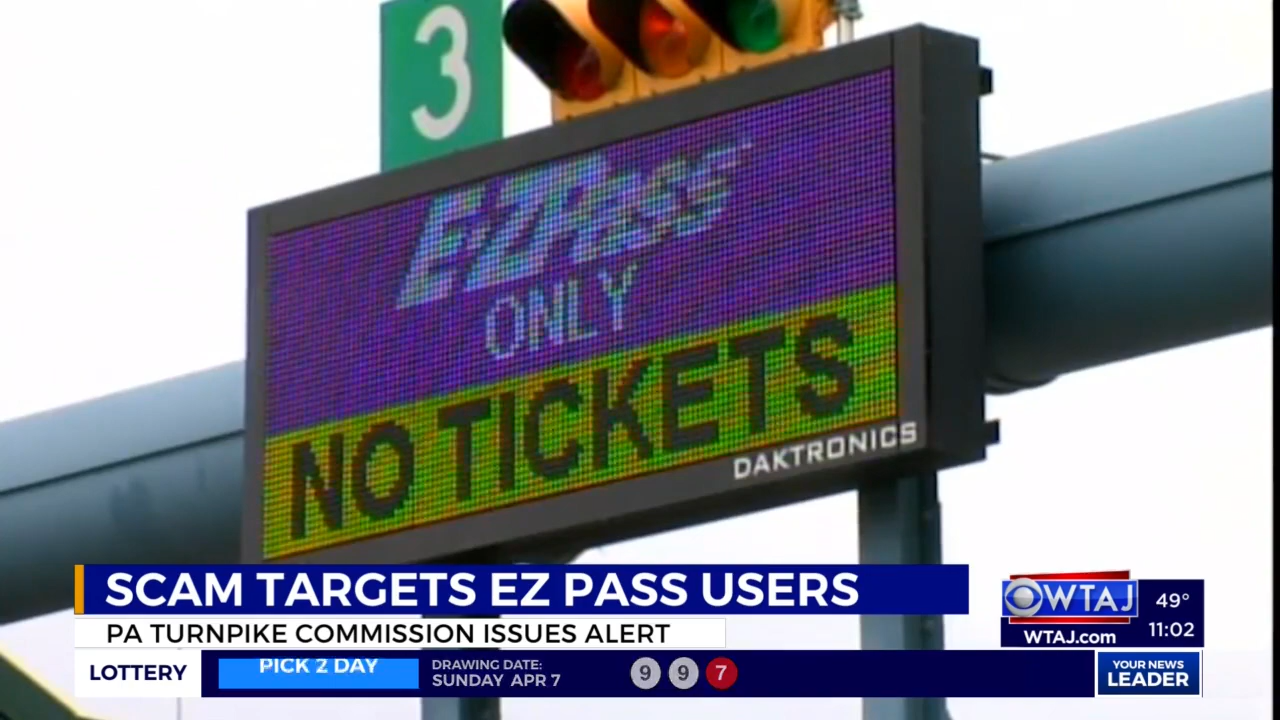 3
EZPass
ONLY
NO TICKETS
DAKTRONICS
SCAM TARGETS EZ PASS USERS
PA TURNPIKE COMMISSION ISSUES ALERT
WTAJ
WTAJ.com
49°
11:02
LOTTERY
PICK 2 DAY
DRAWING DATE:
SUNDAY APR 7
9 9 7
YOUR NEWS
LEADER